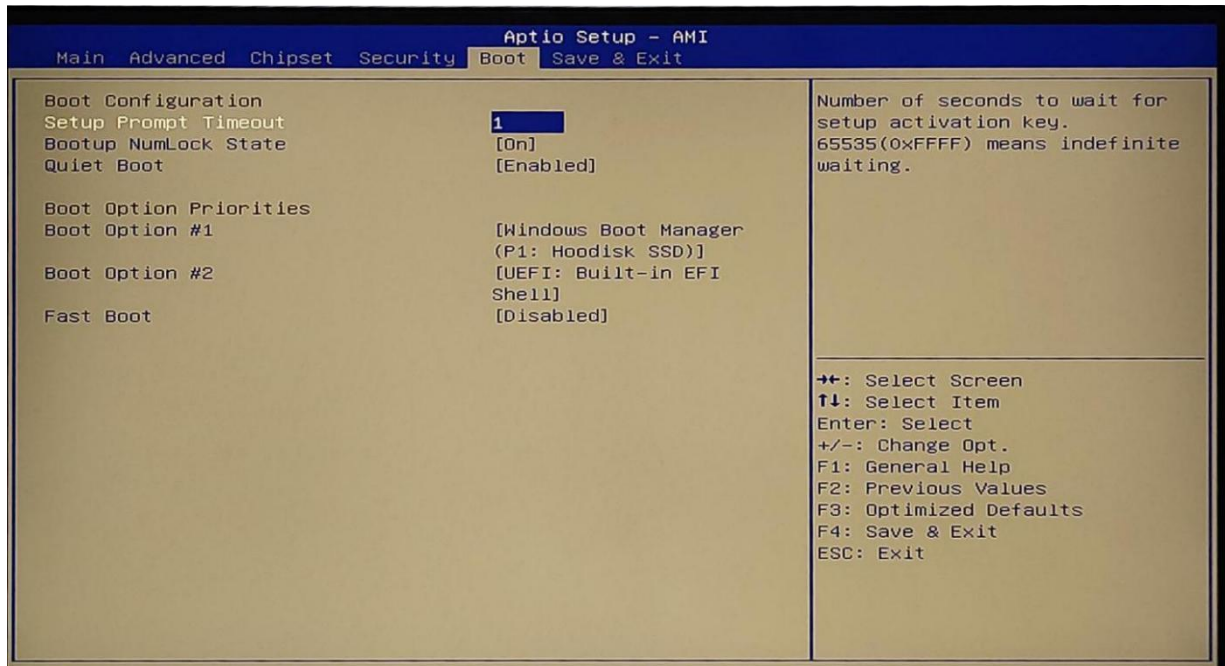 Aptio Setup - AMI
Main Advanced Chipset Security Boot Save & Exit
Boot Configuration
Setup Prompt Timeout 1
Bootup NumLock State [On]
Quiet Boot [Enabled]
Boot Option Priorities
Boot Option #1 [Windows Boot Manager
(P1: Hoodisk SSD)]
Boot Option #2 [UEFI: Built-in EFI
Shell]
Fast Boot [Disabled]
Number of seconds to wait for
setup activation key.
65535(0xFFFF) means indefinite
waiting.
→←: Select Screen
↑↓: Select Item
Enter: Select
+/-: Change Opt.
F1: General Help
F2: Previous Values
F3: Optimized Defaults
F4: Save & Exit
ESC: Exit